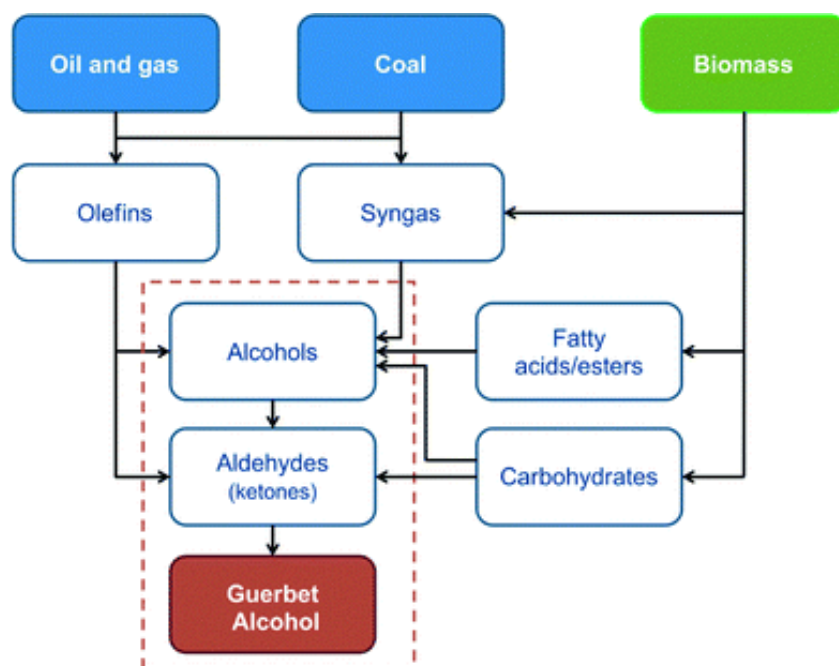 Oil and gas
Coal
Biomass
Olefins
Syngas
Alcohols
Fatty
acids/esters
Aldehydes
(ketones)
Carbohydrates
Guerbet
Alcohol